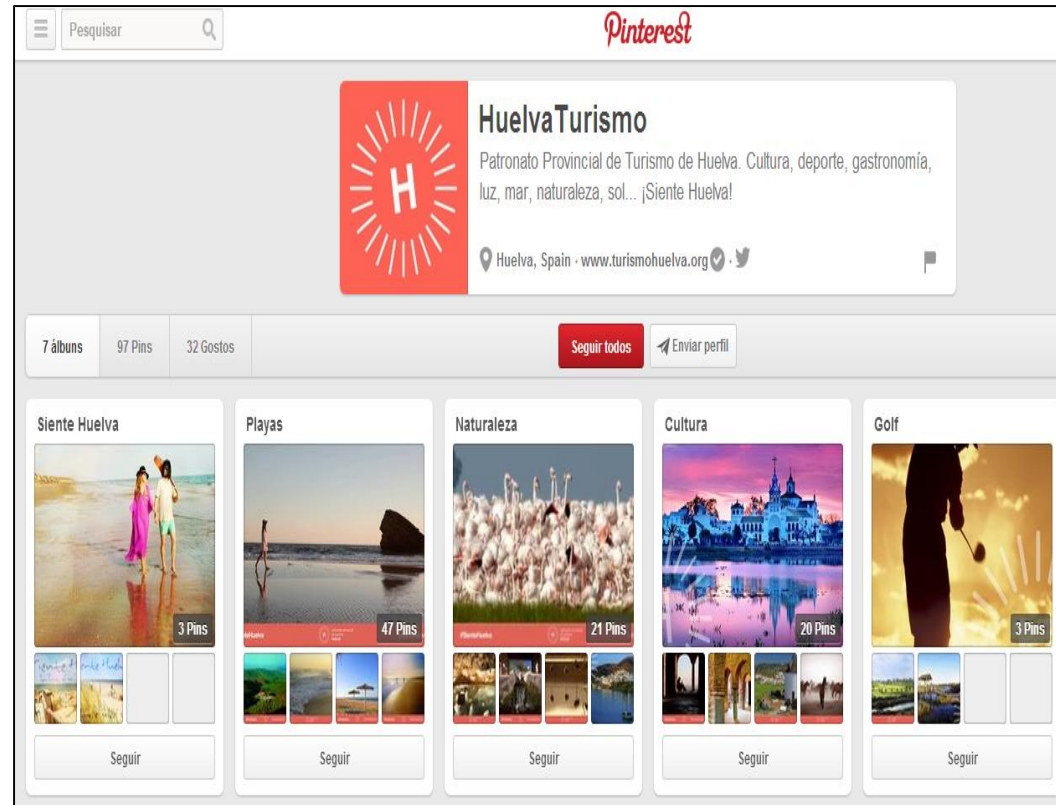 Pesquisar
Pinterest
H
HuelvaTurismo
Patronato Provincial de Turismo de Huelva. Cultura, deporte, gastronomía,
luz, mar, naturaleza, sol... ¡Siente Huelva!
Huelva, Spain · www.turismohuelva.org ·
7 álbuns
97 Pins
32 Gostos
Seguir todos
Enviar perfil
Siente Huelva
Playas
Naturaleza
Cultura
Golf
3 Pins
47 Pins
#SienteHuelva
21 Pins
20 Pins
3 Pins
Seguir
Seguir
Seguir
Seguir
Seguir